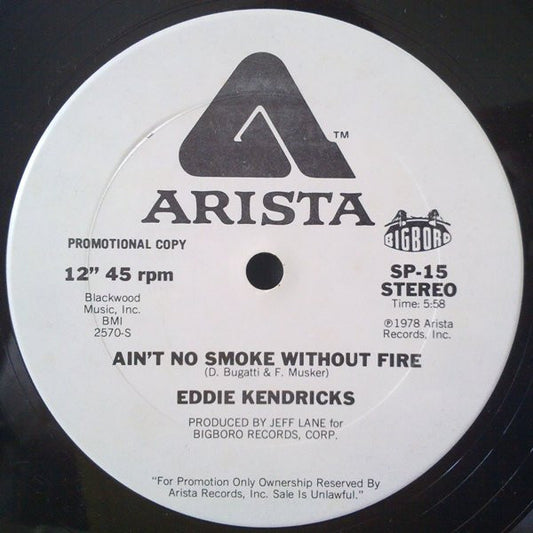 TM
ARISTA
PROMOTIONAL COPY
BIGBORO
12" 45 rpm
SP-15
STEREO
Time: 5:58
Blackwood
Music, Inc.
BMI
2570-S
℗1978 Arista
Records, Inc.
AIN'T NO SMOKE WITHOUT FIRE
(D. Bugatti & F. Musker)
EDDIE KENDRICKS
PRODUCED BY JEFF LANE for
BIGBORO RECORDS, CORP.
"For Promotion Only Ownership Reserved By
Arista Records, Inc. Sale Is Unlawful."